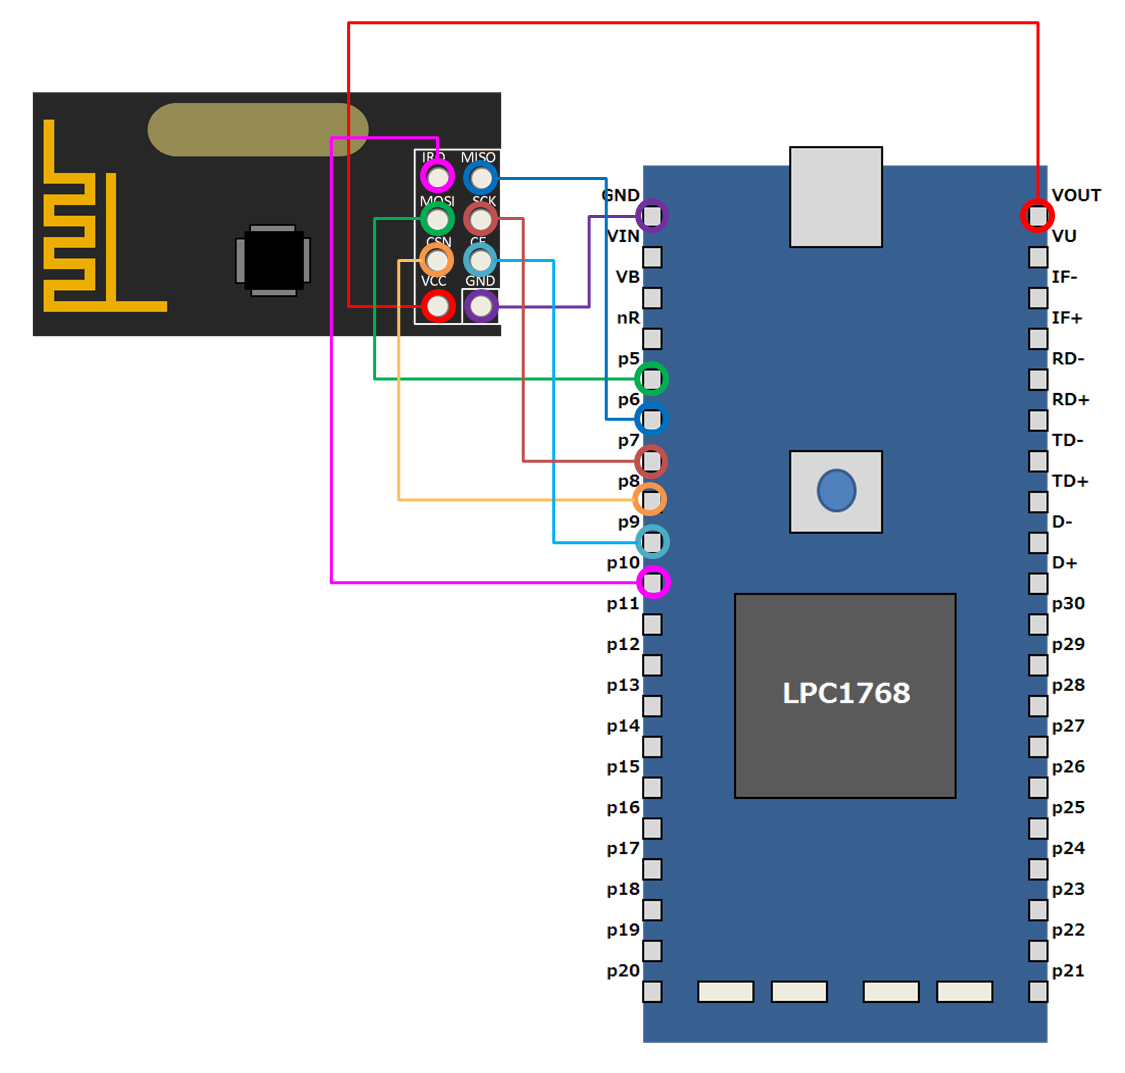 IRQ MISO
MOSI SCK
CSN CE
VCC GND
GND
VIN
VB
nR
p5
p6
p7
p8
p9
p10
p11
p12
p13
p14
p15
p16
p17
p18
p19
p20
LPC1768
VOUT
VU
IF-
IF+
RD-
RD+
TD-
TD+
D-
D+
p30
p29
p28
p27
p26
p25
p24
p23
p22
p21